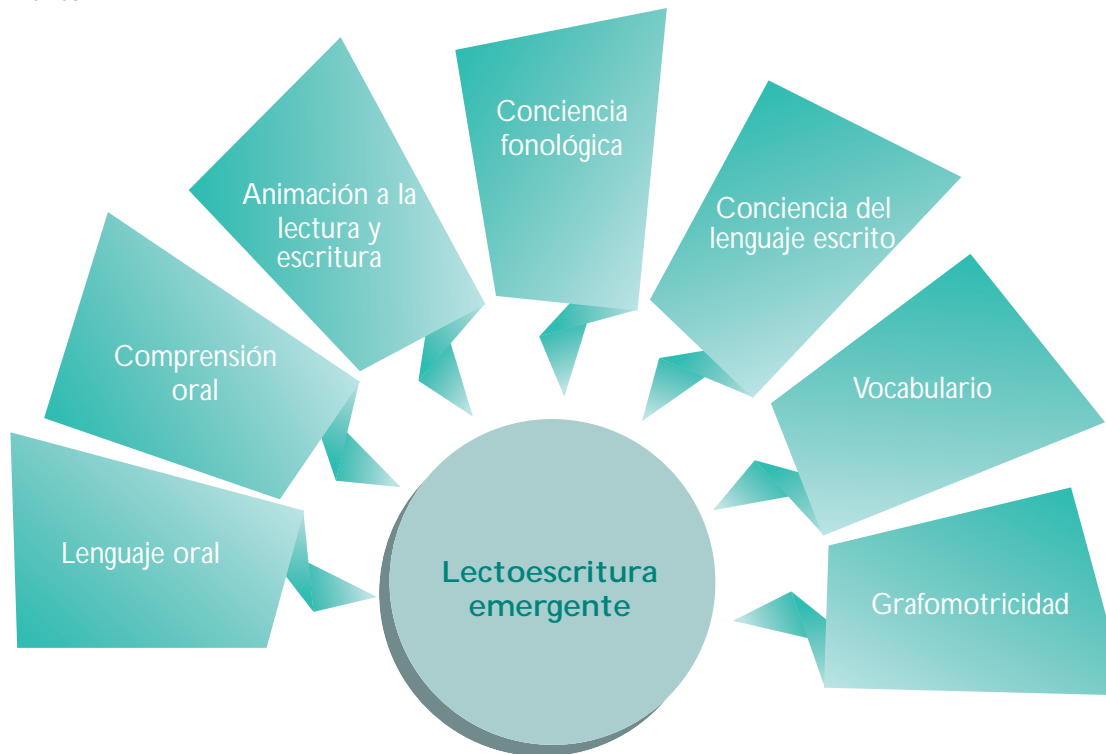 Conciencia
fonológica
Animación a la
lectura y
escritura
Conciencia del
lenguaje escrito
Comprensión
oral
Vocabulario
Lenguaje oral
Lectoescritura
emergente
Grafomotricidad